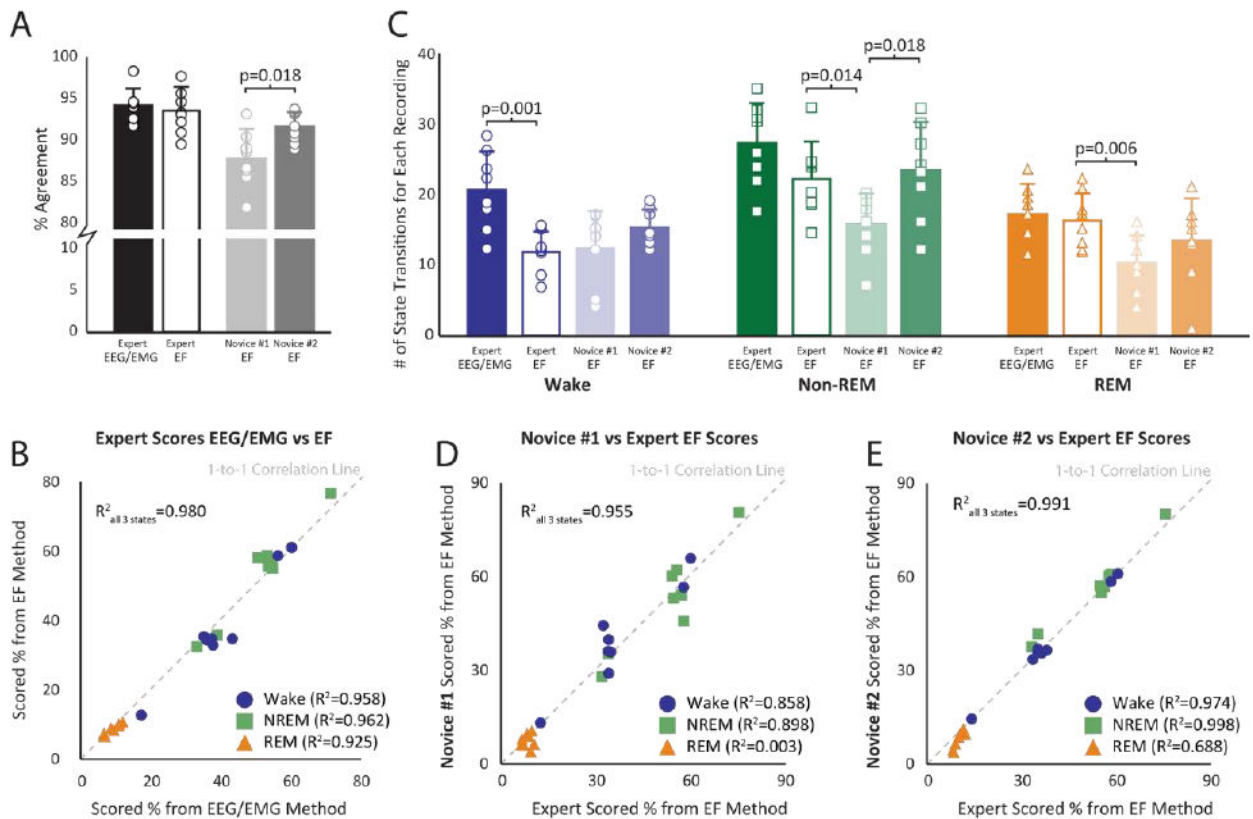 A
% Agreement
100
95
90
85
80
10
5
0
p=0.018
Expert
EEG/EMG
Expert
EF
Novice #1
EF
Novice #2
EF
C
# of State Transitions for Each Recording
40
30
20
10
0
p=0.001
p=0.014
p=0.018
p=0.006
Expert
EEG/EMG
Expert
EF
Novice #1
EF
Novice #2
EF
Wake
Expert
EEG/EMG
Expert
EF
Novice #1
EF
Novice #2
EF
Non-REM
Expert
EEG/EMG
Expert
EF
Novice #1
EF
Novice #2
EF
REM
B
Expert Scores EEG/EMG vs EF
1-to-1 Correlation Line
R² all 3 states=0.980
Scored % from EF Method
80
60
40
20
0
Wake (R²=0.958)
NREM (R²=0.962)
REM (R²=0.925)
0 20 40 60 80
Scored % from EEG/EMG Method
D
Novice #1 vs Expert EF Scores
1-to-1 Correlation Line
R² all 3 states=0.955
Novice #1 Scored % from EF Method
90
60
30
0
Wake (R²=0.858)
NREM (R²=0.898)
REM (R²=0.003)
0 30 60 90
Expert Scored % from EF Method
E
Novice #2 vs Expert EF Scores
1-to-1 Correlation Line
R² all 3 states=0.991
Novice #2 Scored % from EF Method
90
60
30
0
Wake (R²=0.974)
NREM (R²=0.998)
REM (R²=0.688)
0 30 60 90
Expert Scored % from EF Method